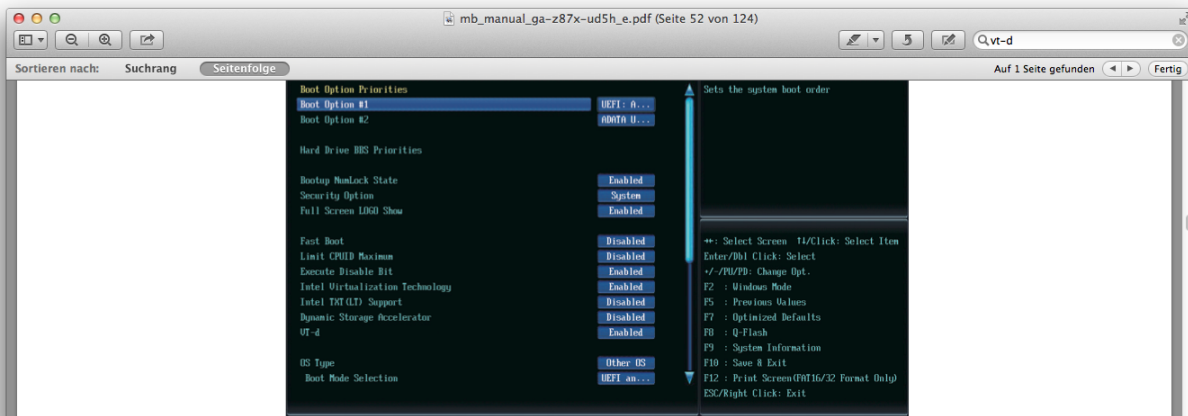 mb_manual_ga-z87x-ud5h_e.pdf (Seite 52 von 124)
vt-d
Sortieren nach: Suchrang Seitenfolge Auf 1 Seite gefunden Fertig
Boot Option Priorities
Boot Option #1 UEFI: A...
Boot Option #2 ADATA U...
Hard Drive BBS Priorities
Bootup NumLock State Enabled
Security Option System
Full Screen LOGO Show Enabled
Fast Boot Disabled
Limit CPUID Maximum Disabled
Execute Disable Bit Enabled
Intel Virtualization Technology Enabled
Intel TXT(LT) Support Disabled
Dynamic Storage Accelerator Disabled
VT-d Enabled
OS Type Other OS
Boot Mode Selection UEFI an...
Sets the system boot order
→←: Select Screen ↑↓/Click: Select Item
Enter/Dbl Click: Select
+/-/PU/PD: Change Opt.
F2 : Windows Mode
F5 : Previous Values
F7 : Optimized Defaults
F8 : Q-Flash
F9 : System Information
F10 : Save & Exit
F12 : Print Screen(FAT16/32 Format Only)
ESC/Right Click: Exit